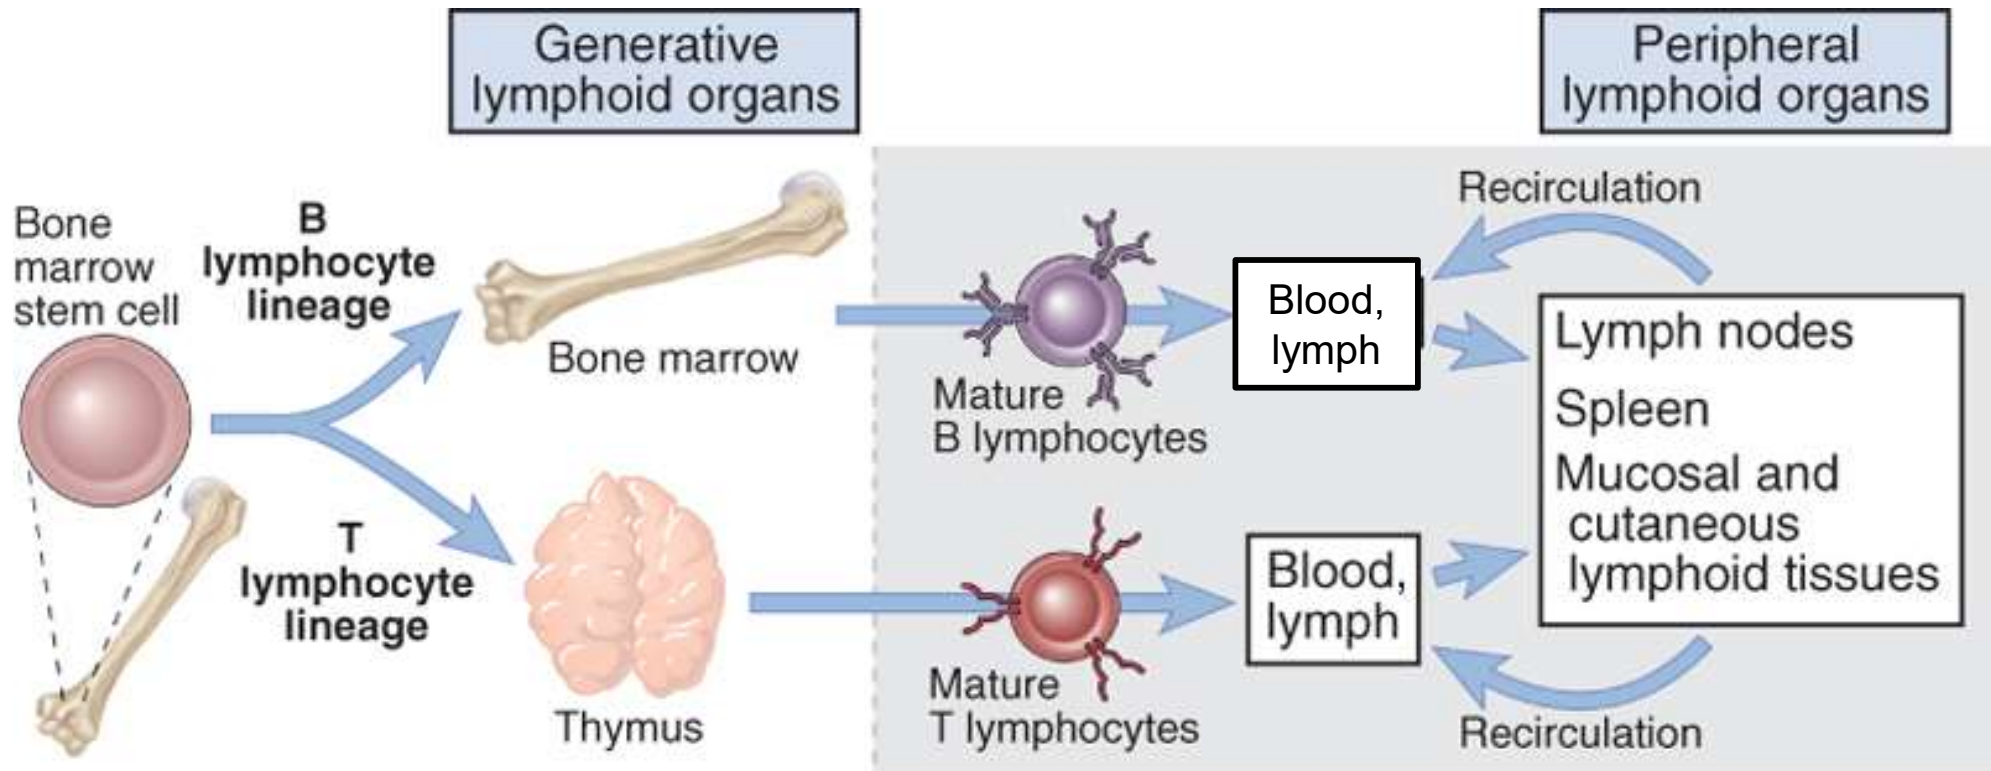 Generative
lymphoid organs
Peripheral
lymphoid organs
Bone
marrow
stem cell
B
lymphocyte
lineage
Bone marrow
Mature
B lymphocytes
Blood,
lymph
Recirculation
Lymph nodes
Spleen
Mucosal and
cutaneous
lymphoid tissues
T
lymphocyte
lineage
Thymus
Mature
T lymphocytes
Blood,
lymph
Recirculation